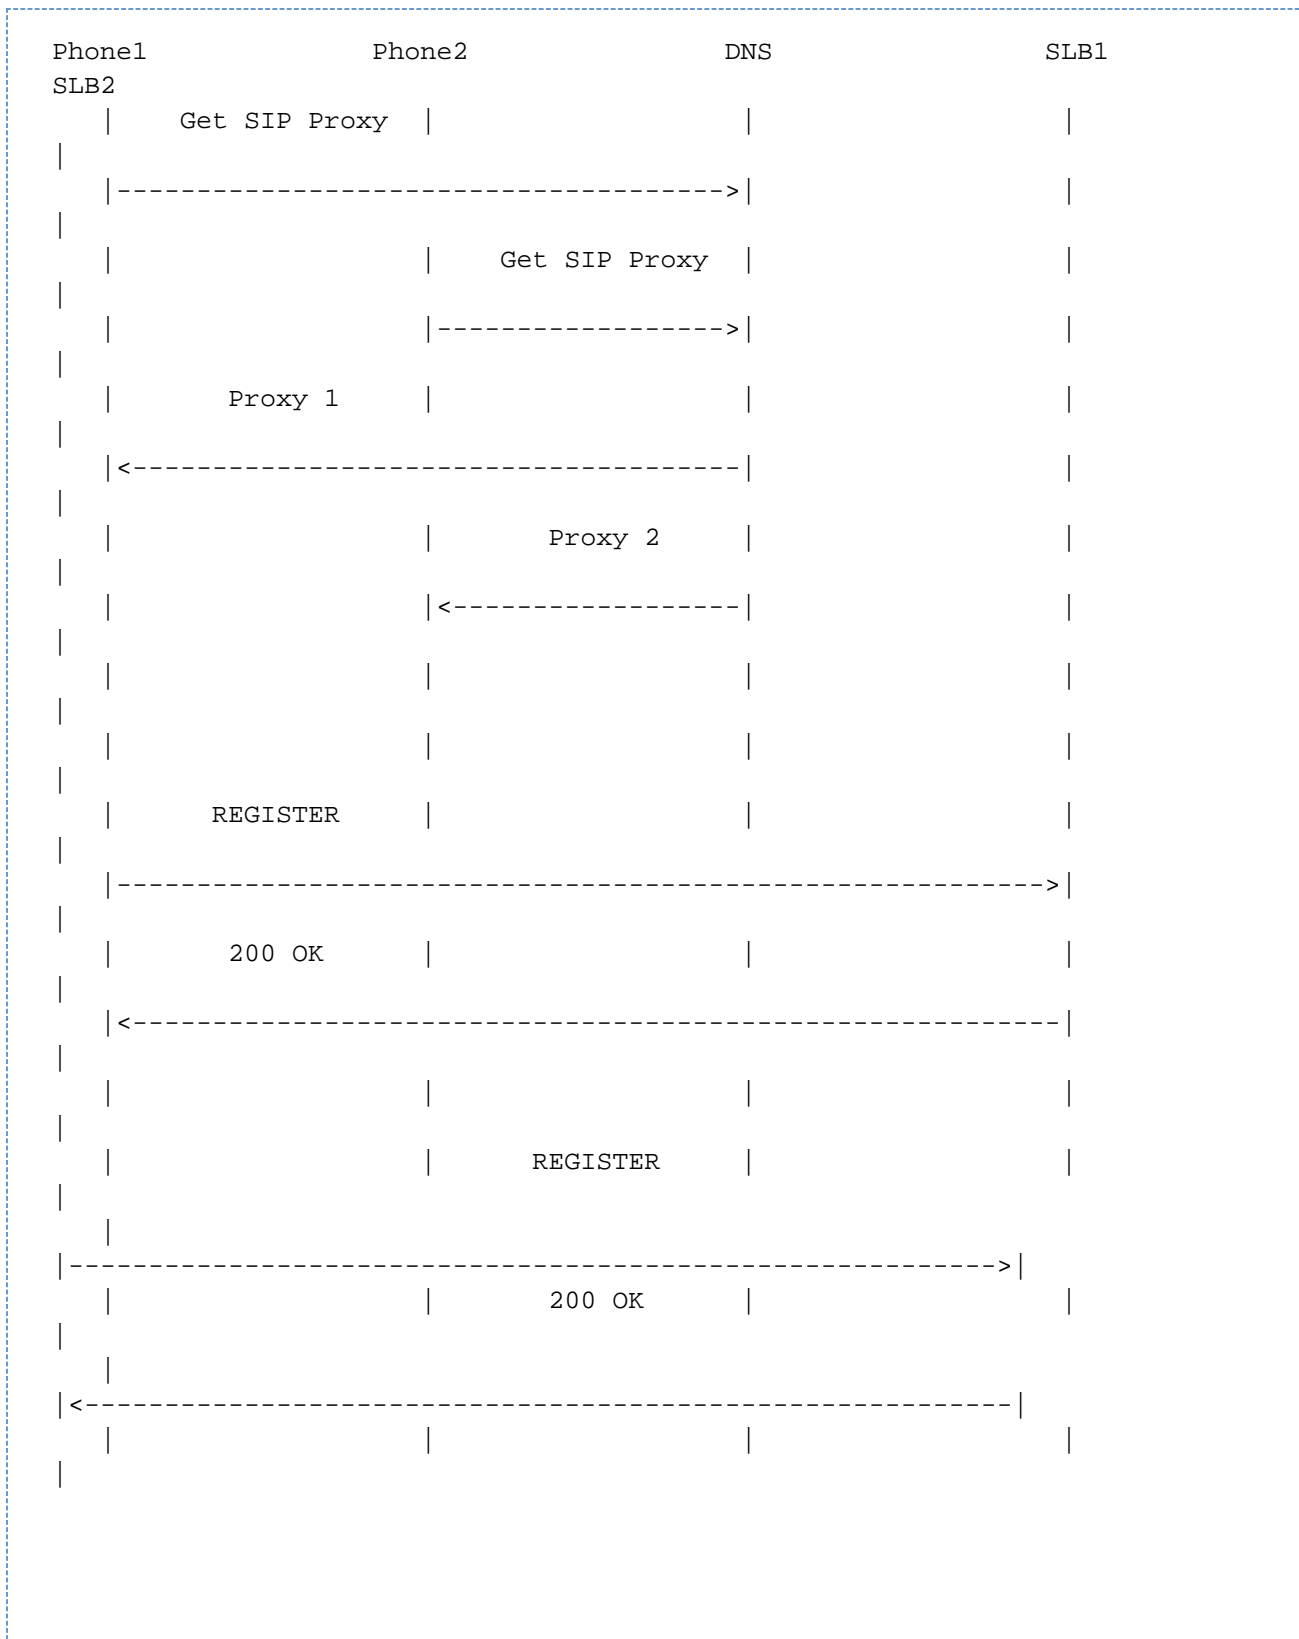 Phone1              Phone2                DNS                 SLB1
SLB2
   |    Get SIP Proxy  |                   |                   |
|
   |-------------------------------------->|                   |
|
   |                   |    Get SIP Proxy  |                   |
|
   |                   |------------------>|                   |
|
   |       Proxy 1     |                   |                   |
|
   |<--------------------------------------|                   |
|
   |                   |       Proxy 2     |                   |
|
   |                   |<------------------|                   |
|
   |                   |                   |                   |
|
   |                   |                   |                   |
|
   |      REGISTER     |                   |                   |
|
   |---------------------------------------------------------->|
|
   |       200 OK      |                   |                   |
|
   |<----------------------------------------------------------|
|
   |                   |                   |                   |
|
   |                   |      REGISTER     |                   |
|
   |
|---------------------------------------------------------->|
   |                   |       200 OK      |                   |
|
   |
|<----------------------------------------------------------|
   |                   |                   |                   |
|